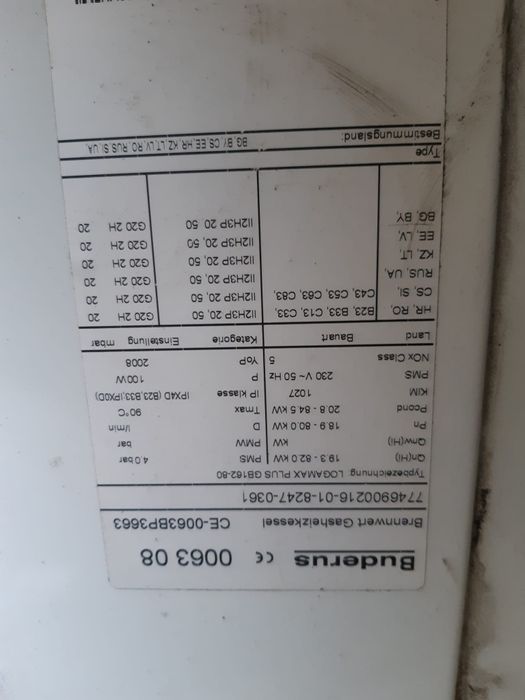 Buderus CE 0063 08
Brennwert Gasheizkessel CE-0063BP3663
7746900216-01-8247-0361
Typbezeichnung: LOGAMAX PLUS GB162-80
Qn(Hi) 19.3 - 82.0 kW PMS 4.0 bar
Qnw(Hi) kW PMW bar
Pn 18.9 - 80.0 kW D l/min
Pcond 20.8 - 84.5 kW Tmax 90°C
KIM 1027 IP klasse IPX4D (B23,B33,IPX0D)
PMS 230 V~ 50 Hz P 100W
NOx Glass 5 YoP 2008
Land Bauart Kategorie Einstellung mbar
HR, RO, B23, B33, C13, C33, II2H3P 20, 50 G20 2H 20
CS, SI, C43, C53, C63, C83, II2H3P 20, 50 G20 2H 20
RUS, UA, II2H3P 20, 50 G20 2H 20
KZ, LT, II2H3P 20, 50 G20 2H 20
EE, LV, II2H3P 20, 50 G20 2H 20
BG, BY, II2H3P 20 50 G20 2H 20
Type
Bestimmungsland: BG, BY, CS, EE, HR, KZ, LT, LV, RO, RUS, SI, UA,